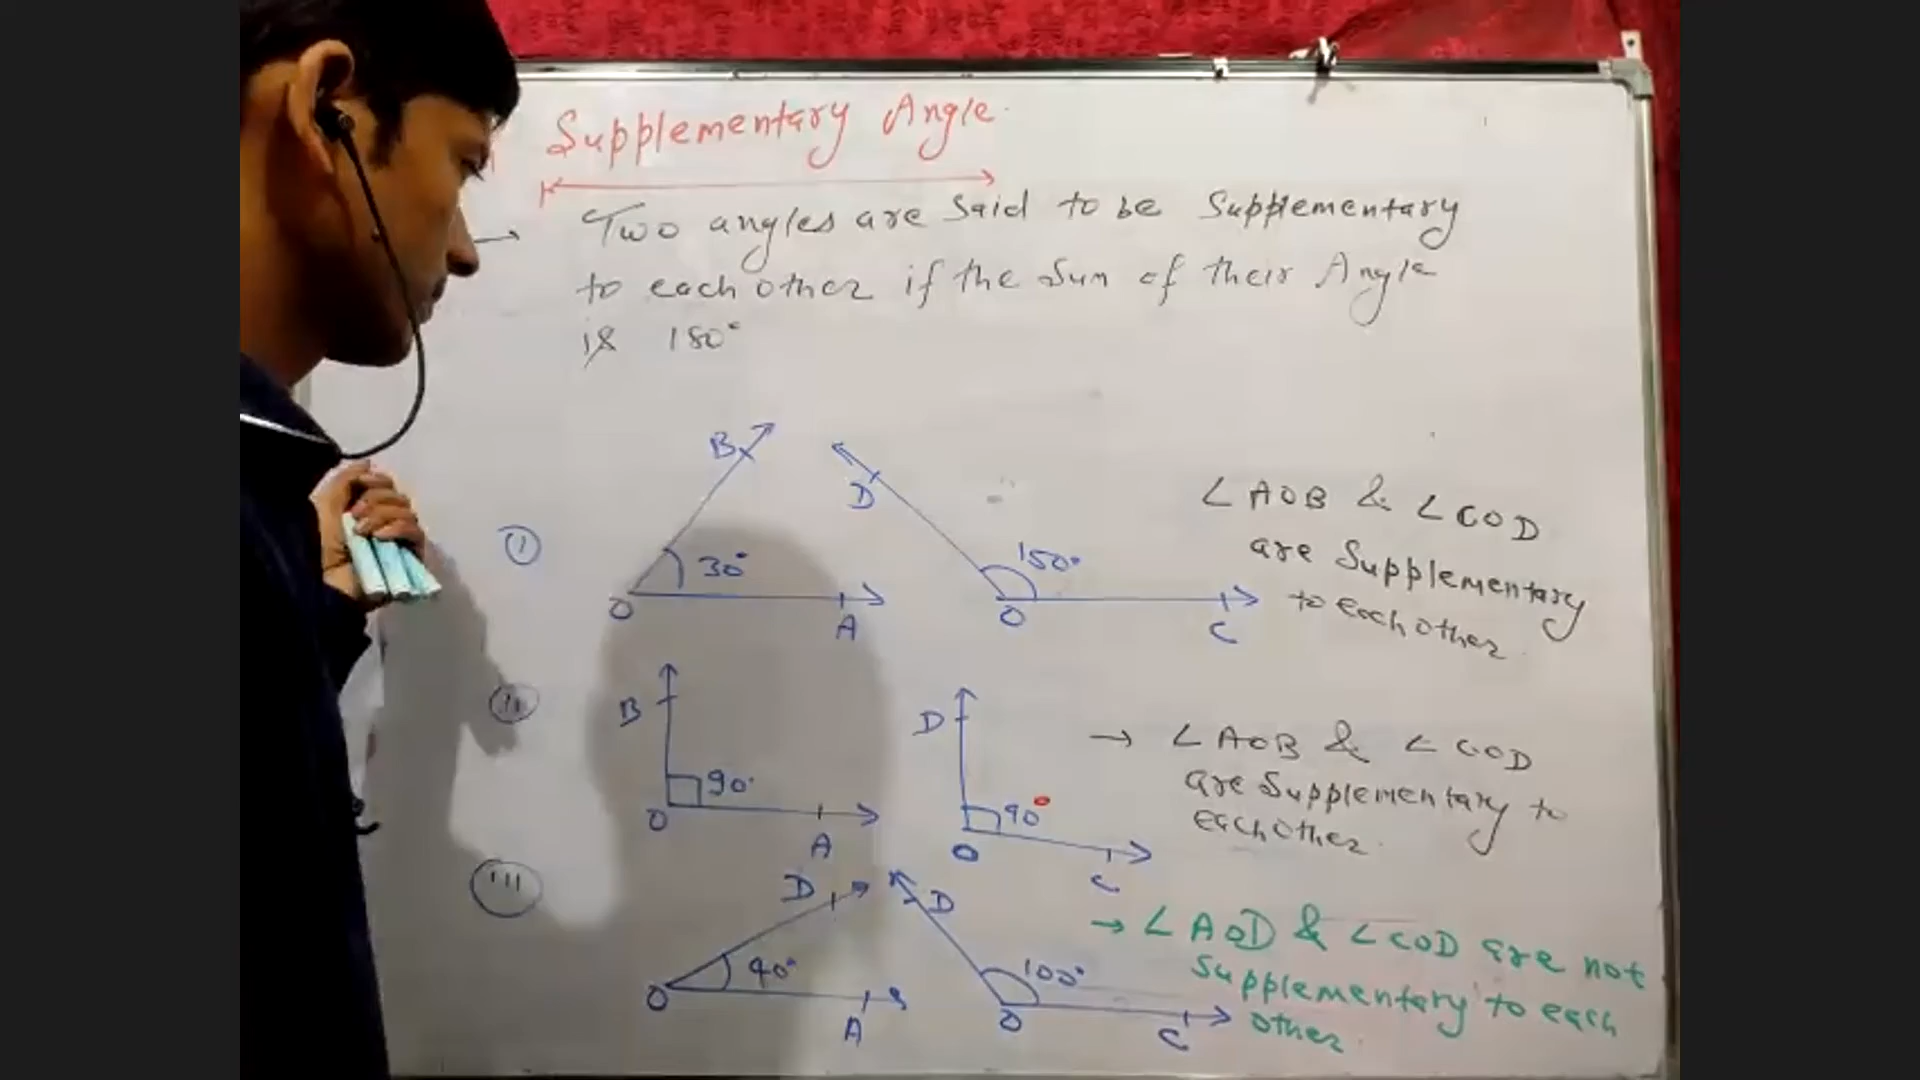 Supplementary Angle
→ Two angles are said to be Supplementary
to each other if the Sum of their Angle
is 180°
(i)
B
30°
O
A
D
150°
O
C
∠AOB & ∠COD
are Supplementary
to each other
(ii)
B
90°
O
A
D
90°
O
C
→ ∠AOB & ∠COD
are Supplementary to
each other
(iii)
D
40°
O
A
D
100°
O
C
→ ∠AOD & ∠COD are not
Supplementary to each
other